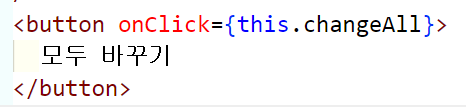 <button onClick={this.changeAll}>
모두 바꾸기
</button>